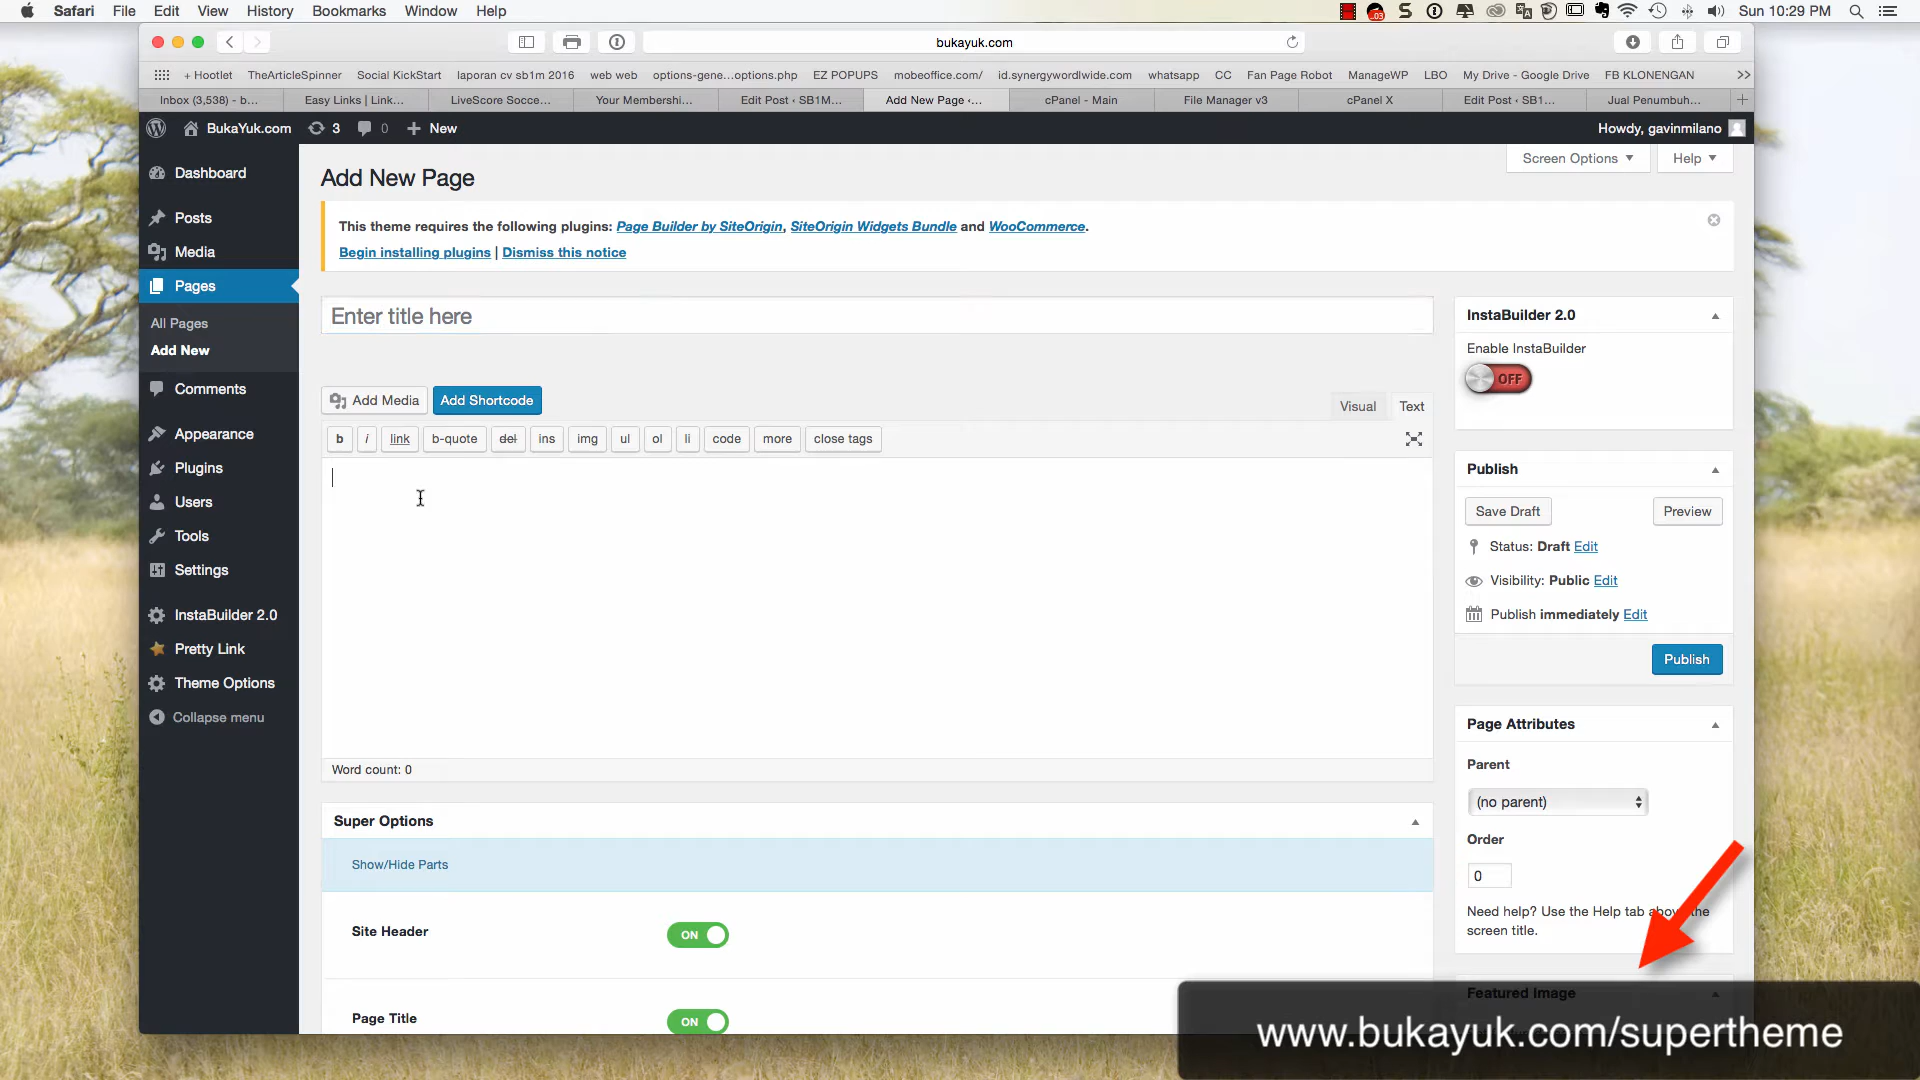 Safari File Edit View History Bookmarks Window Help
.03
Sun 10:29 PM
bukayuk.com
+ Hootlet TheArticleSpinner Social KickStart laporan cv sb1m 2016 web web options-gene...options.php EZ POPUPS mobeoffice.com/ id.synergywordlwide.com whatsapp CC Fan Page Robot ManageWP LBO My Drive - Google Drive FB KLONENGAN
Inbox (3,538) - b... Easy Links | Link... LiveScore Socce... Your Membershi... Edit Post ‹ SB1M... Add New Page ‹... cPanel - Main File Manager v3 cPanel X Edit Post ‹ SB1... Jual Penumbuh...
BukaYuk.com 3 0 + New Howdy, gavinmilano
Screen Options Help
Dashboard
Posts
Media
Pages
All Pages
Add New
Comments
Appearance
Plugins
Users
Tools
Settings
InstaBuilder 2.0
Pretty Link
Theme Options
Collapse menu
Add New Page
This theme requires the following plugins: Page Builder by SiteOrigin, SiteOrigin Widgets Bundle and WooCommerce.
Begin installing plugins | Dismiss this notice
Enter title here
Add Media Add Shortcode
Visual Text
b i link b-quote del ins img ul ol li code more close tags
Word count: 0
Super Options
Show/Hide Parts
Site Header ON
Page Title ON
InstaBuilder 2.0
Enable InstaBuilder
OFF
Publish
Save Draft Preview
Status: Draft Edit
Visibility: Public Edit
Publish immediately Edit
Publish
Page Attributes
Parent
(no parent)
Order
0
Need help? Use the Help tab above the
screen title.
Featured Image
www.bukayuk.com/supertheme